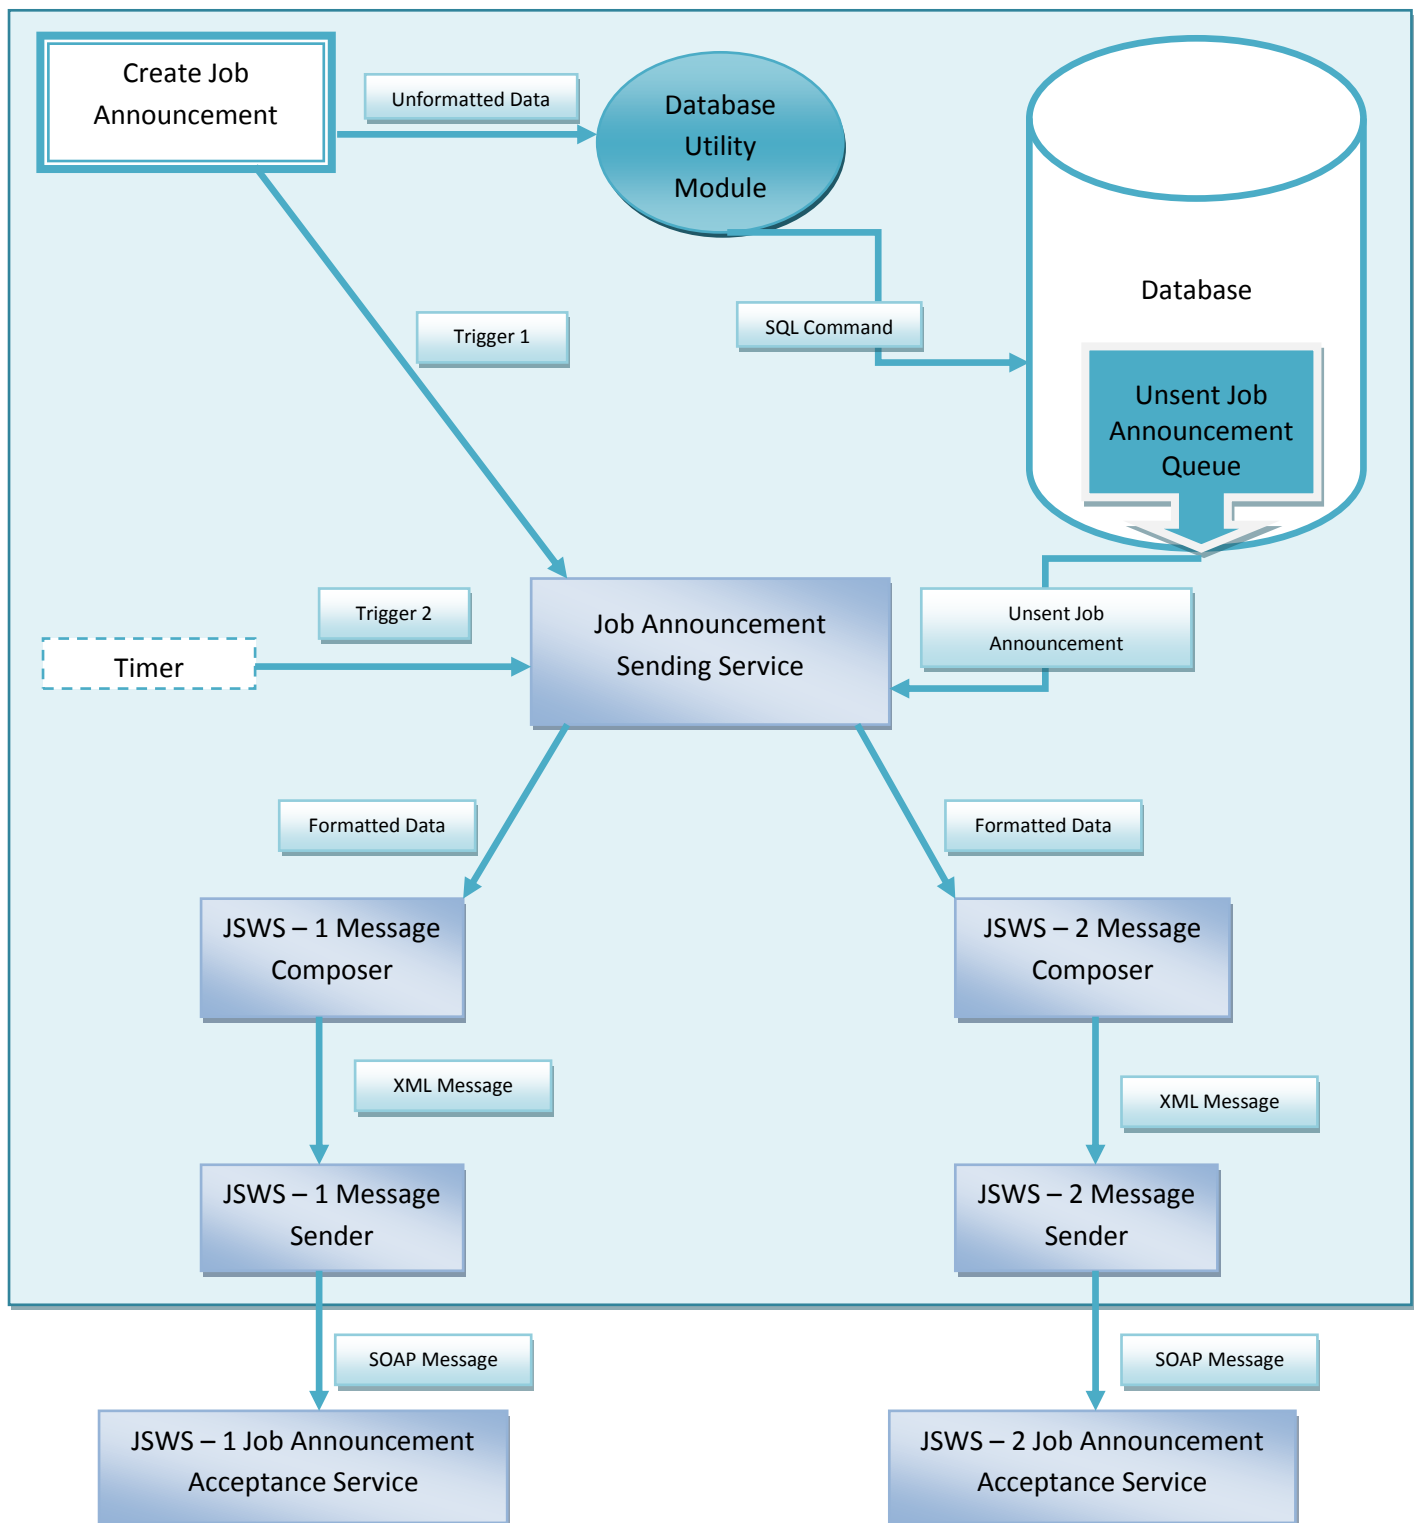 Create Job
Announcement
Unformatted Data
Database
Utility
Module
Database
SQL Command
Trigger 1
Unsent Job
Announcement
Queue
Trigger 2
Timer
Job Announcement
Sending Service
Unsent Job
Announcement
Formatted Data
Formatted Data
JSWS – 1 Message
Composer
JSWS – 2 Message
Composer
XML Message
XML Message
JSWS – 1 Message
Sender
JSWS – 2 Message
Sender
SOAP Message
SOAP Message
JSWS – 1 Job Announcement
Acceptance Service
JSWS – 2 Job Announcement
Acceptance Service